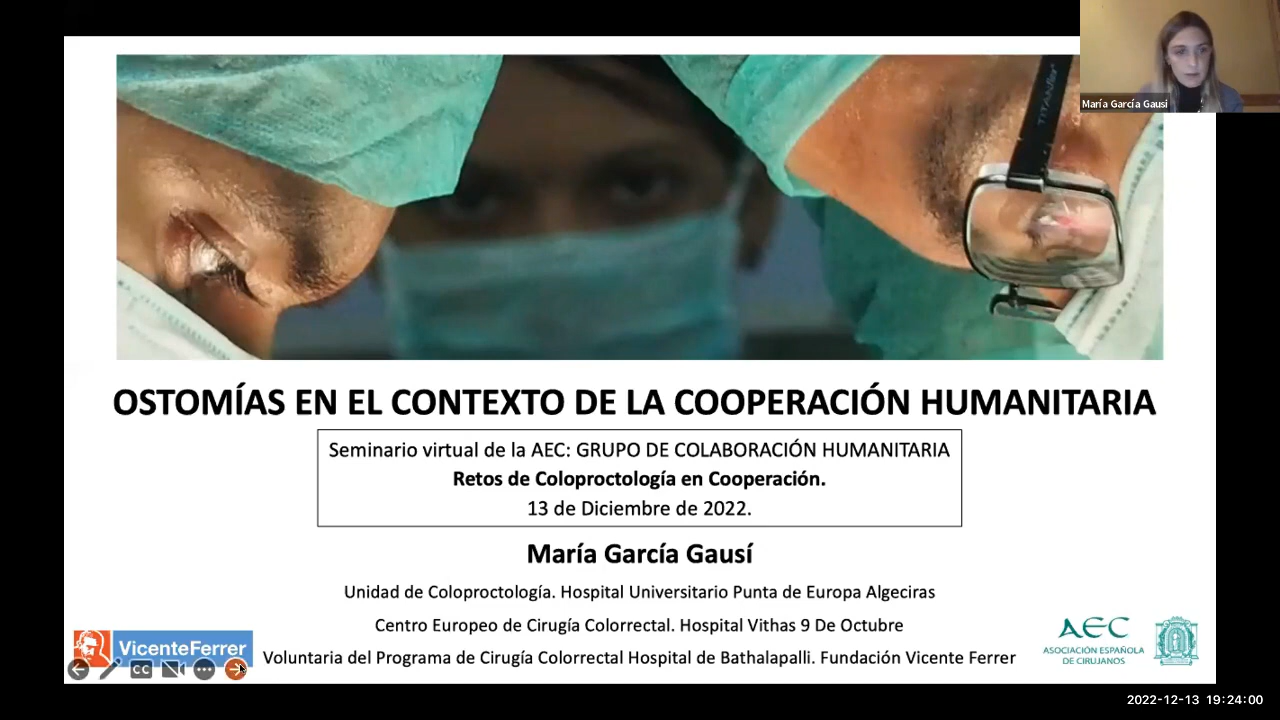 María García Gausi
TITANflex
OSTOMÍAS EN EL CONTEXTO DE LA COOPERACIÓN HUMANITARIA
Seminario virtual de la AEC: GRUPO DE COLABORACIÓN HUMANITARIA
Retos de Coloproctología en Cooperación.
13 de Diciembre de 2022.
María García Gausí
Unidad de Coloproctología. Hospital Universitario Punta de Europa Algeciras
Centro Europeo de Cirugía Colorrectal. Hospital Vithas 9 De Octubre
Voluntaria del Programa de Cirugía Colorrectal Hospital de Bathalapalli. Fundación Vicente Ferrer
VicenteFerrer
CC
AEC
ASOCIACIÓN ESPAÑOLA
DE CIRUJANOS
2022-12-13 19:24:00